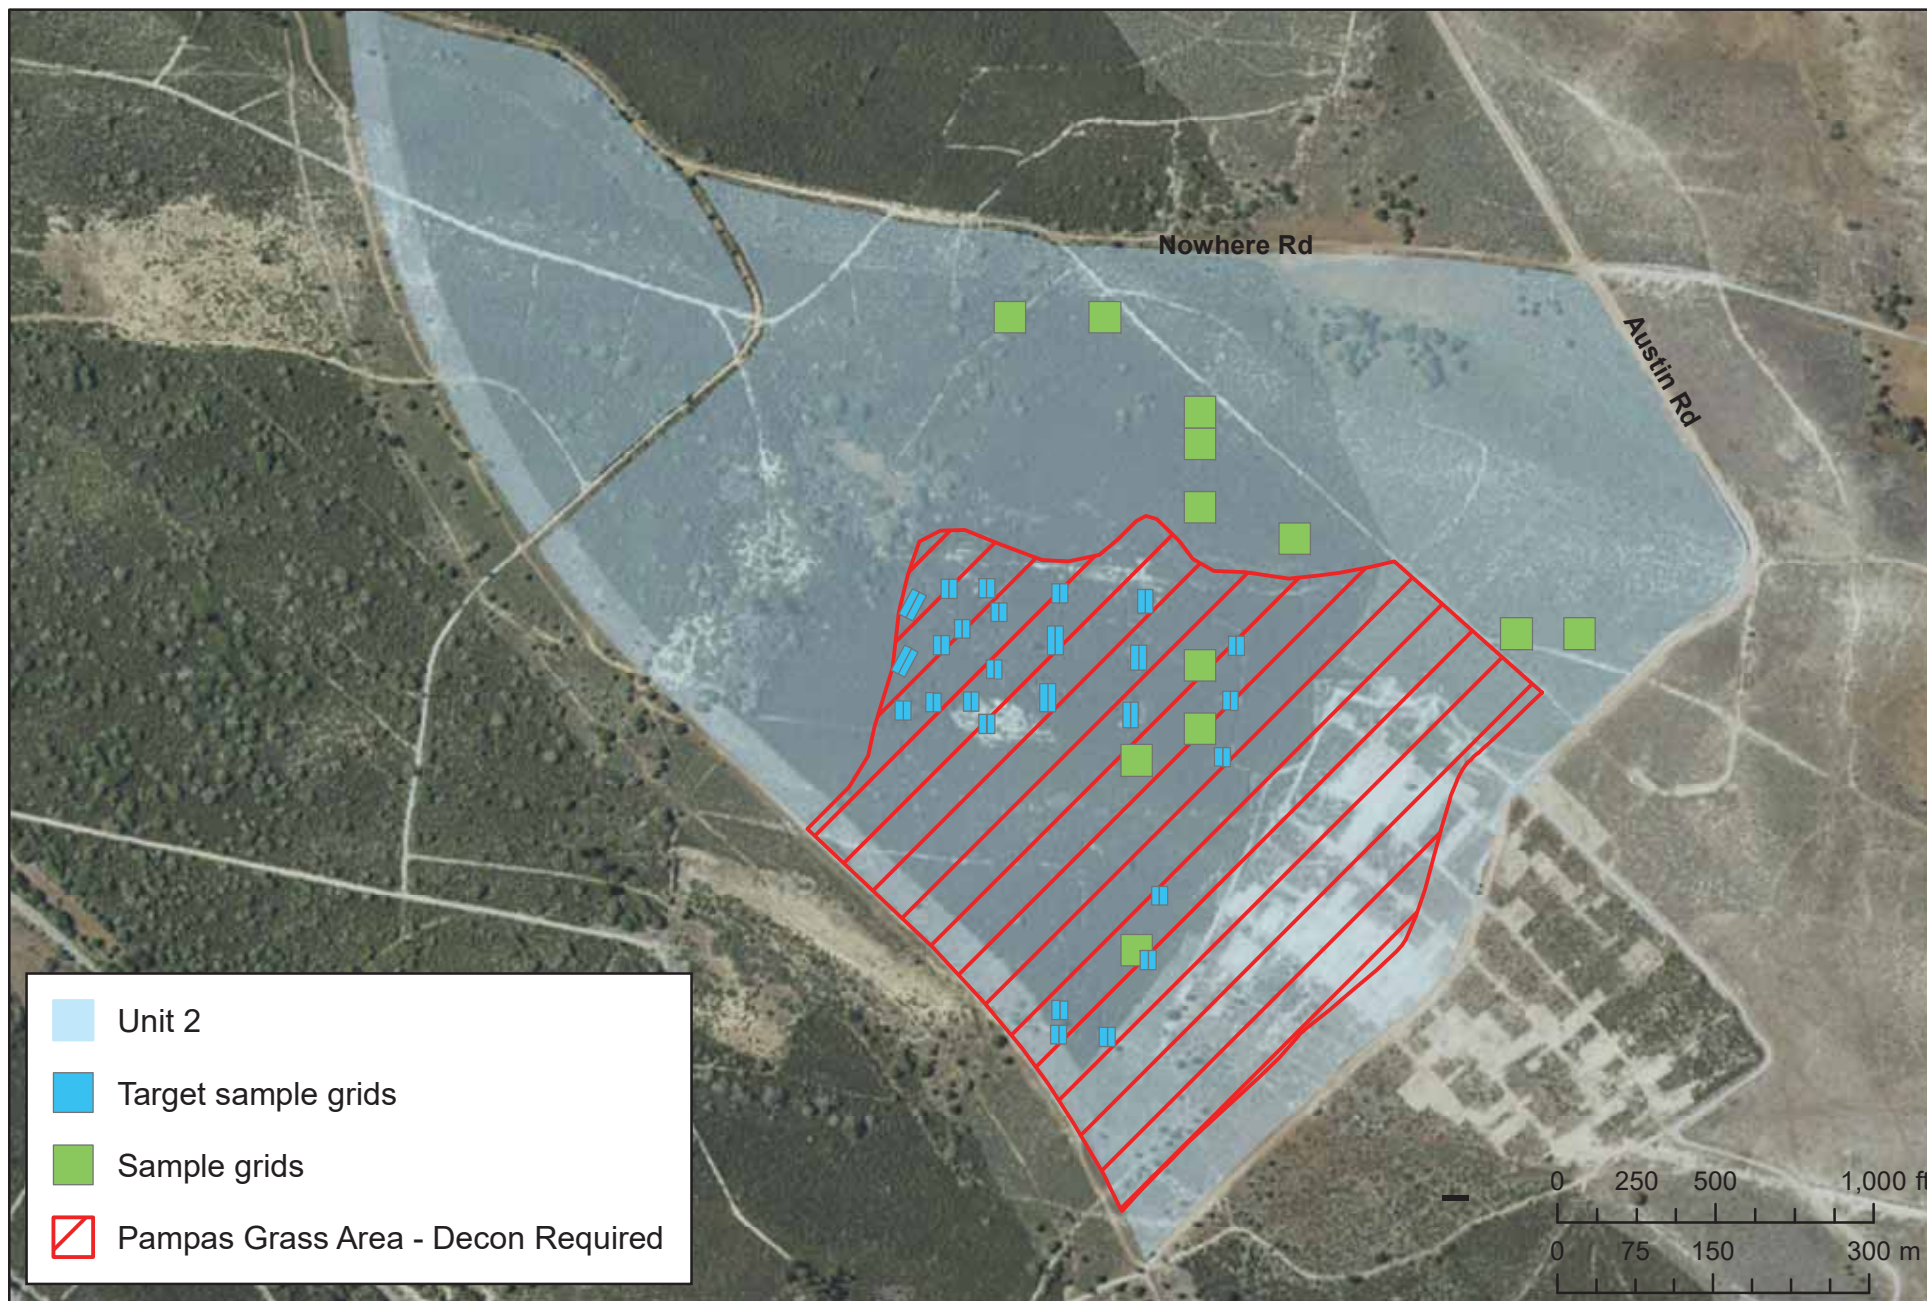 Nowhere Rd
Austin Rd
Unit 2
Target sample grids
Sample grids
Pampas Grass Area - Decon Required
0 250 500 1,000 ft
0 75 150 300 m